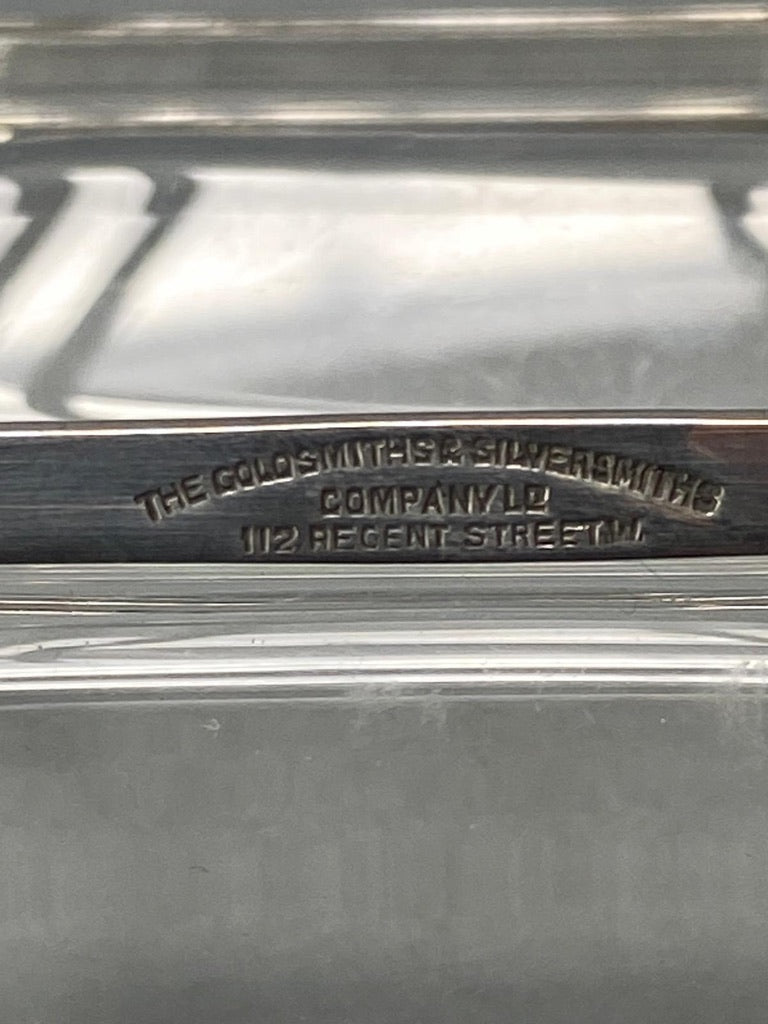 THE GOLDSMITHS & SILVERSMITHS
COMPANY LD
112 REGENT STREET.W.